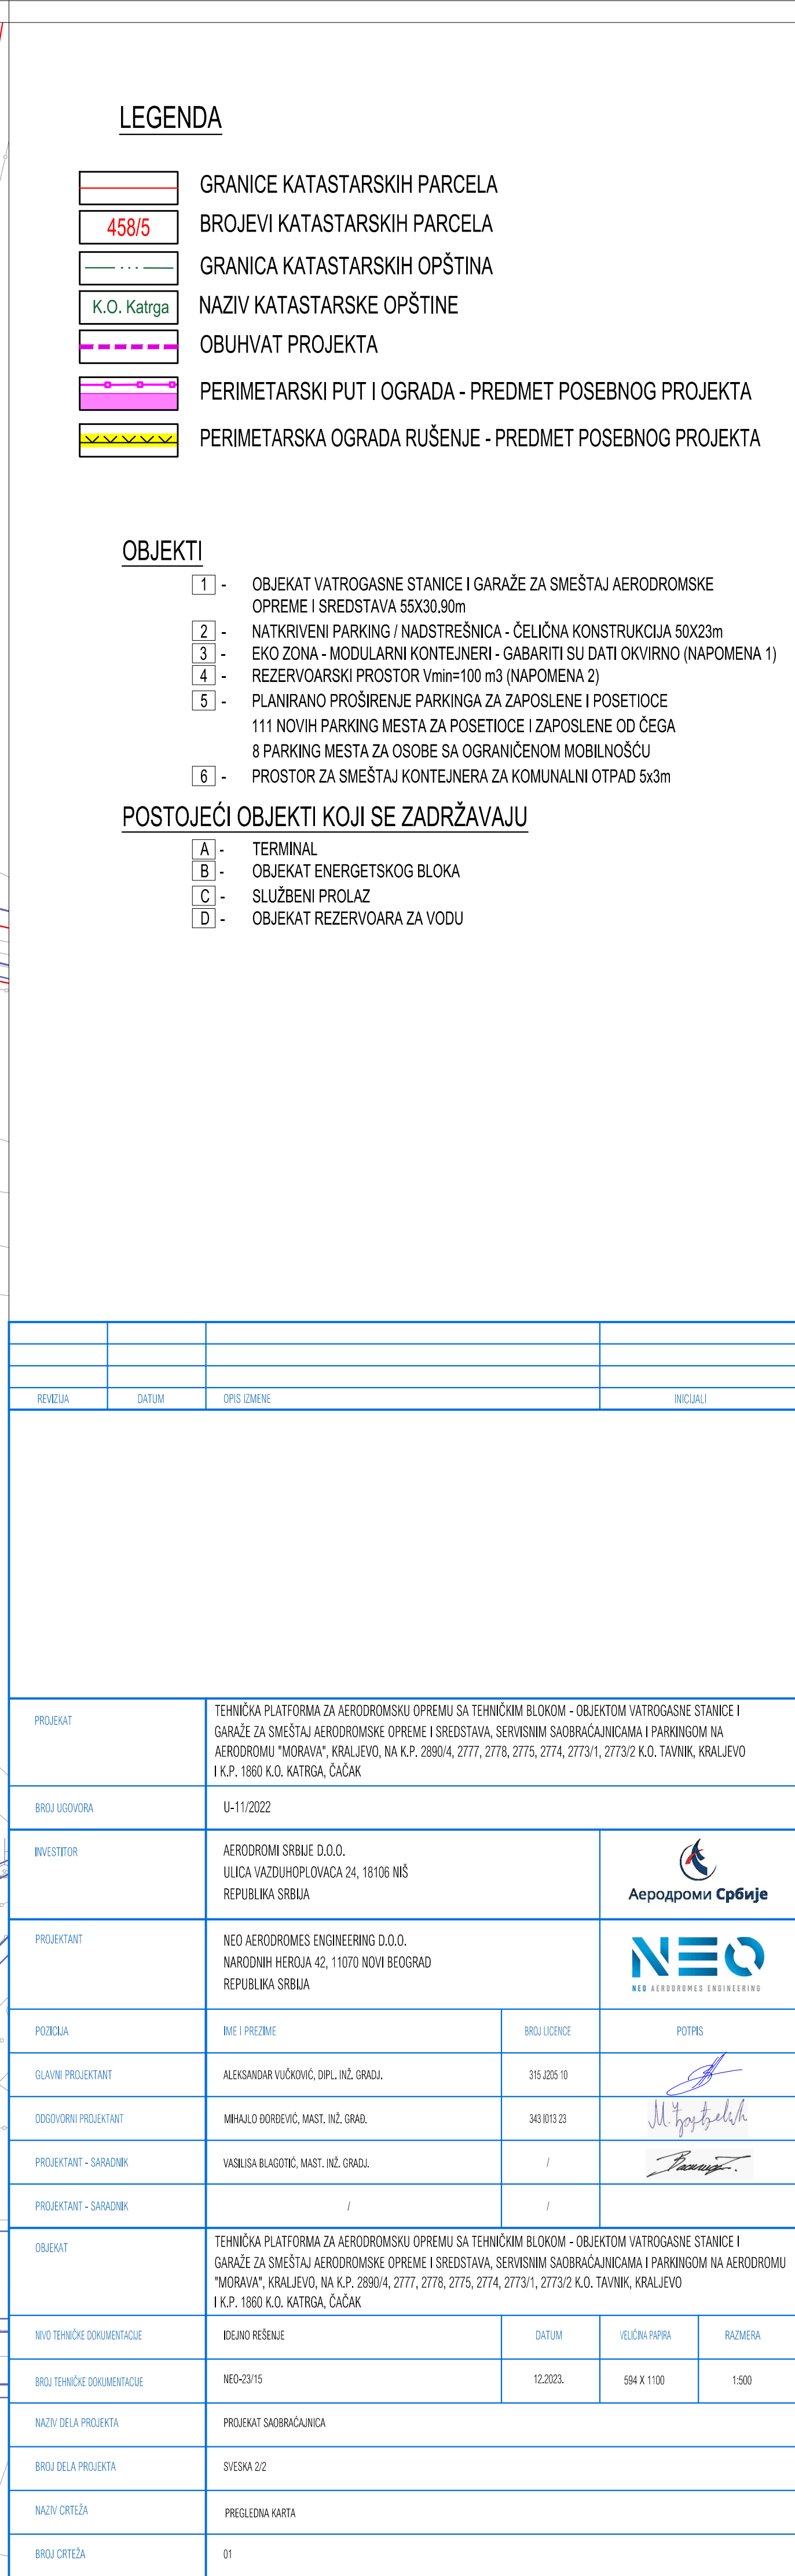 LEGENDA
GRANICE KATASTARSKIH PARCELA
458/5 BROJEVI KATASTARSKIH PARCELA
GRANICA KATASTARSKIH OPŠTINA
K.O. Katrga NAZIV KATASTARSKE OPŠTINE
OBUHVAT PROJEKTA
PERIMETARSKI PUT I OGRADA - PREDMET POSEBNOG PROJEKTA
PERIMETARSKA OGRADA RUŠENJE - PREDMET POSEBNOG PROJEKTA
OBJEKTI
1 - OBJEKAT VATROGASNE STANICE I GARAŽE ZA SMEŠTAJ AERODROMSKE
OPREME I SREDSTAVA 55X30.90m
2 - NATKRIVENI PARKING / NADSTREŠNICA - ČELIČNA KONSTRUKCIJA 50X23m
3 - EKO ZONA - MODULARNI KONTEJNERI - GABARITI SU DATI OKVIRNO (NAPOMENA 1)
4 - REZERVOARSKI PROSTOR Vmin=100 m3 (NAPOMENA 2)
5 - PLANIRANO PROŠIRENJE PARKINGA ZA ZAPOSLENE I POSETIOCE
111 NOVIH PARKING MESTA ZA POSETIOCE I ZAPOSLENE OD ČEGA
8 PARKING MESTA ZA OSOBE SA OGRANIČENOM MOBILNOŠĆU
6 - PROSTOR ZA SMEŠTAJ KONTEJNERA ZA KOMUNALNI OTPAD 5x3m
POSTOJEĆI OBJEKTI KOJI SE ZADRŽAVAJU
A - TERMINAL
B - OBJEKAT ENERGETSKOG BLOKA
C - SLUŽBENI PROLAZ
D - OBJEKAT REZERVOARA ZA VODU
REVIZIJA DATUM OPIS IZMENE INICIJALI
PROJEKAT TEHNIČKA PLATFORMA ZA AERODROMSKU OPREMU SA TEHNIČKIM BLOKOM - OBJEKTOM VATROGASNE STANICE I
GARAŽE ZA SMEŠTAJ AERODROMSKE OPREME I SREDSTAVA, SERVISNIM SAOBRAĆAJNICAMA I PARKINGOM NA
AERODROMU "MORAVA", KRALJEVO, NA K.P. 2890/4, 2777, 2778, 2775, 2774, 2773/1, 2773/2 K.O. TAVNIK, KRALJEVO
I K.P. 1860 K.O. KATRGA, ČAČAK
BROJ UGOVORA U-11/2022
INVESTITOR AERODROMI SRBIJE D.O.O.
ULICA VAZDUHOPLOVACA 24, 18106 NIŠ
REPUBLIKA SRBIJA
Аеродроми Србије
PROJEKTANT NEO AERODROMES ENGINEERING D.O.O.
NARODNIH HEROJA 42, 11070 NOVI BEOGRAD
REPUBLIKA SRBIJA
NEO
NEO AERODROMES ENGINEERING
POZICIJA IME I PREZIME BROJ LICENCE POTPIS
GLAVNI PROJEKTANT ALEKSANDAR VUČKOVIĆ, DIPL. INŽ. GRADJ. 315 J205 10
ODGOVORNI PROJEKTANT MIHAJLO ĐORĐEVIĆ, MAST. INŽ. GRAĐ. 343 I013 23
PROJEKTANT - SARADNIK VASILISA BLAGOTIĆ, MAST. INŽ. GRADJ. /
PROJEKTANT - SARADNIK / /
OBJEKAT TEHNIČKA PLATFORMA ZA AERODROMSKU OPREMU SA TEHNIČKIM BLOKOM - OBJEKTOM VATROGASNE STANICE I
GARAŽE ZA SMEŠTAJ AERODROMSKE OPREME I SREDSTAVA, SERVISNIM SAOBRAĆAJNICAMA I PARKINGOM NA AERODROMU
"MORAVA", KRALJEVO, NA K.P. 2890/4, 2777, 2778, 2775, 2774, 2773/1, 2773/2 K.O. TAVNIK, KRALJEVO
I K.P. 1860 K.O. KATRGA, ČAČAK
NIVO TEHNIČKE DOKUMENTACIJE IDEJNO REŠENJE DATUM VELIČINA PAPIRA RAZMERA
BROJ TEHNIČKE DOKUMENTACIJE NEO-23/15 12.2023. 594 X 1100 1:500
NAZIV DELA PROJEKTA PROJEKAT SAOBRAĆAJNICA
BROJ DELA PROJEKTA SVESKA 2/2
NAZIV CRTEŽA PREGLEDNA KARTA
BROJ CRTEŽA 01